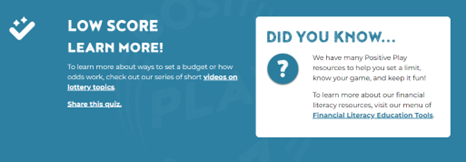 LOW SCORE
LEARN MORE!
To learn more about ways to set a budget or how
odds work, check out our series of short videos on
lottery topics.
Share this quiz.
DID YOU KNOW...
We have many Positive Play
resources to help you set a limit,
know your game, and keep it fun!
To learn more about our financial
literacy resources, visit our menu of
Financial Literacy Education Tools.